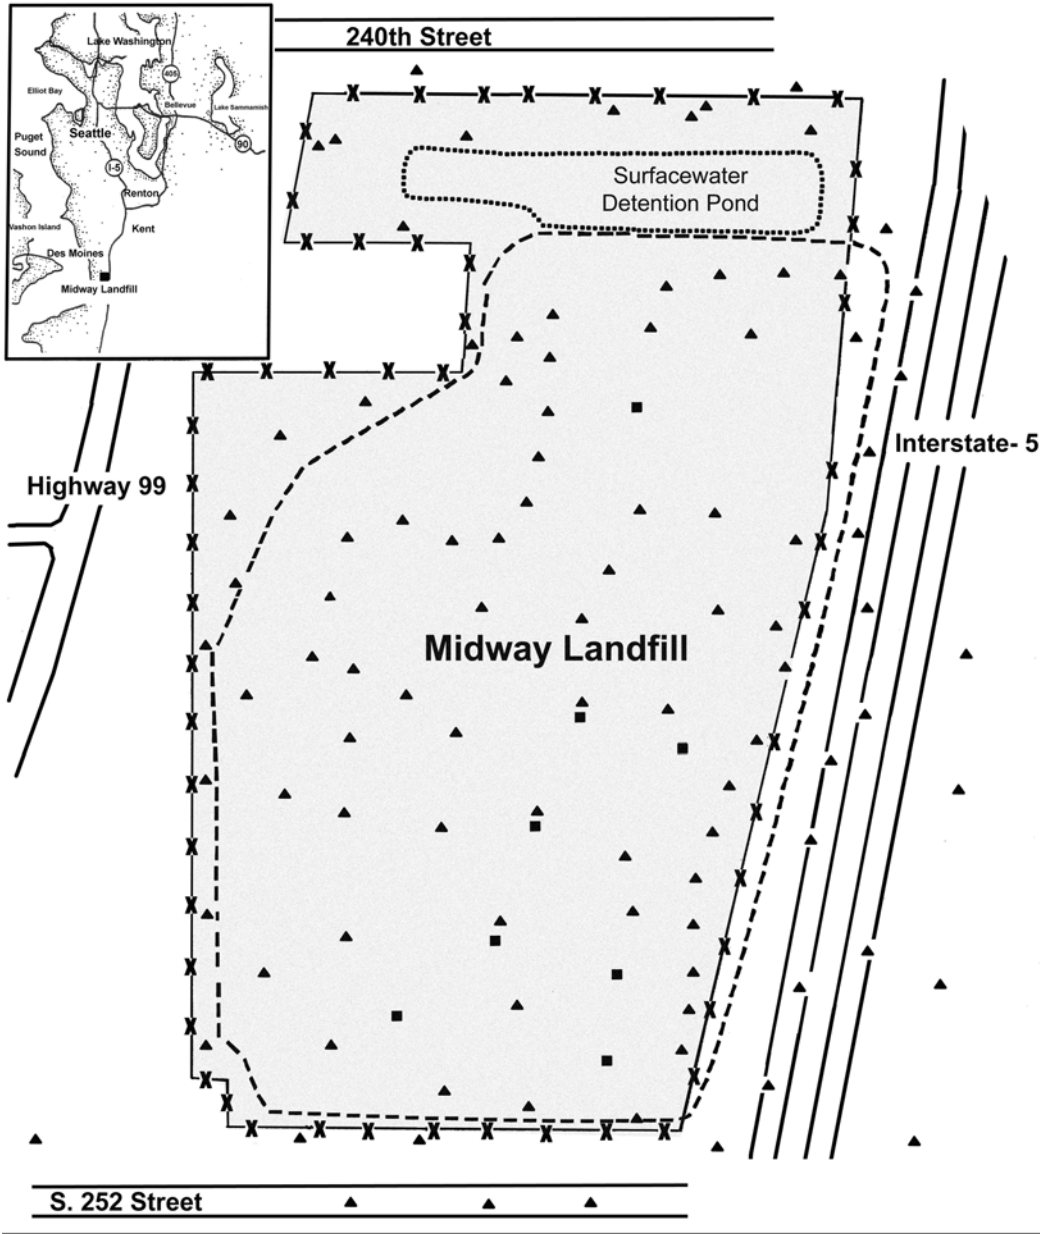 240th Street
Lake Washington
405
Elliot Bay
Bellevue
Lake Sammamish
Puget
Sound
Seattle
90
I-5
Renton
Vashon Island
Kent
Des Moines
Midway Landfill
Surfacewater
Detention Pond
Interstate- 5
Highway 99
Midway Landfill
S. 252 Street